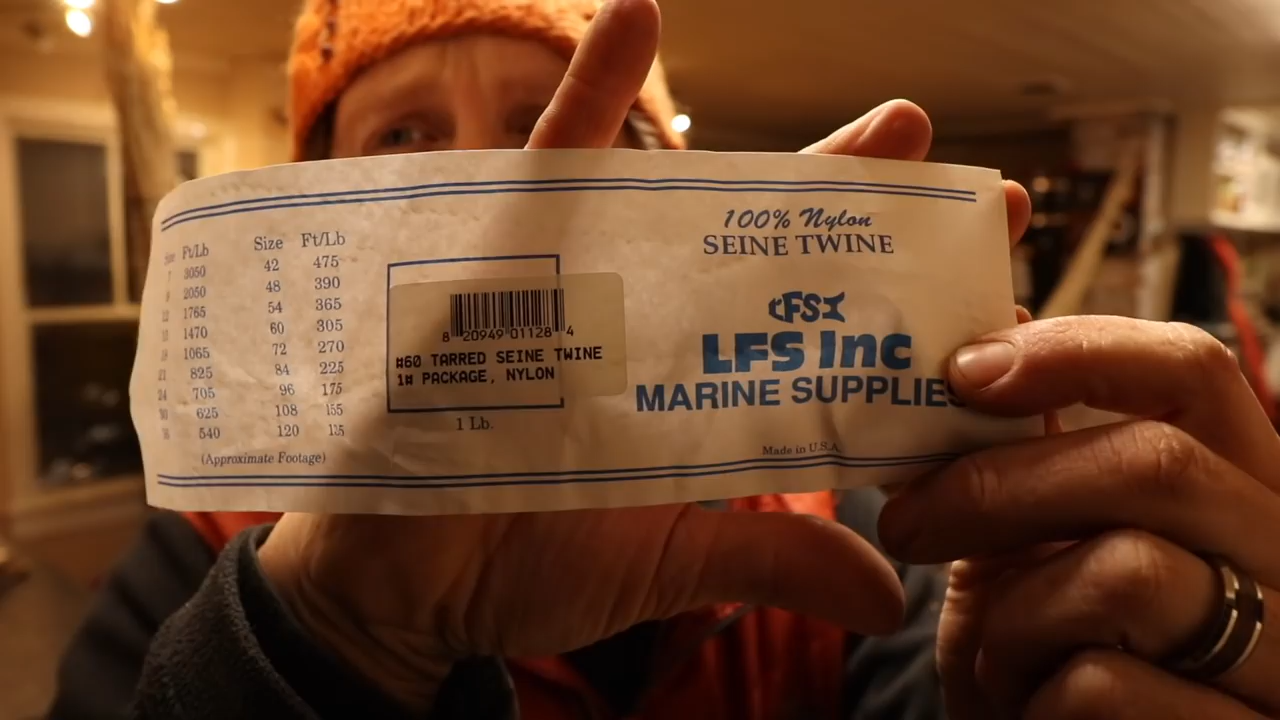 Ft/Lb
3050
2050
1765
1470
1065
21 825
24 705
30 625
540
Size Ft/Lb
42 475
48 390
54 365
60 305
72 270
84 225
96 175
108 155
120 135
(Approximate Footage)
8 20949 01128 4
#60 TARRED SEINE TWINE
1# PACKAGE, NYLON
1 Lb.
100% Nylon
SEINE TWINE
LFS
LFS Inc
MARINE SUPPLIES
Made in U.S.A.